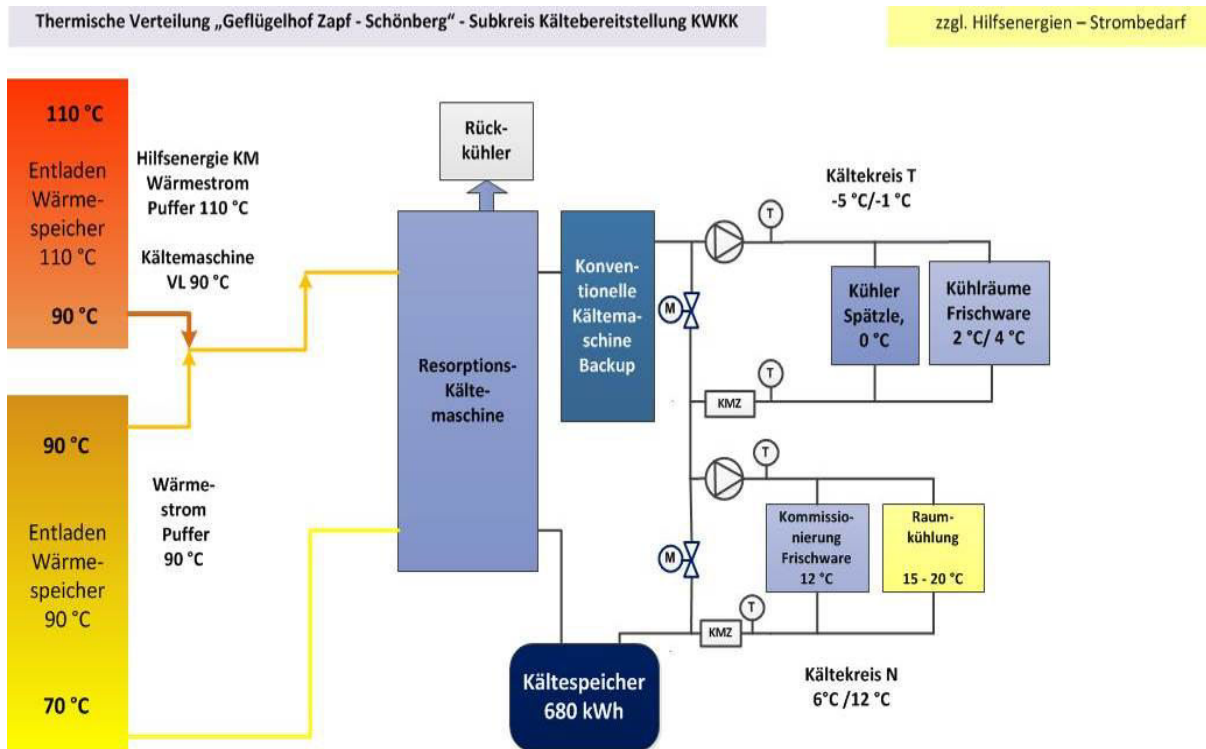 Thermische Verteilung „Geflügelhof Zapf - Schönberg“ - Subkreis Kältebereitstellung KWKK
zzgl. Hilfsenergien – Strombedarf
110 °C
Entladen
Wärme-
speicher
110 °C
90 °C
Hilfsenergie KM
Wärmestrom
Puffer 110 °C
Kältemaschine
VL 90 °C
90 °C
Entladen
Wärme-
speicher
90 °C
70 °C
Wärme-
strom
Puffer
90 °C
Rück-
kühler
Resorptions-
Kälte-
maschine
Konven-
tionelle
Kältema-
schine
Backup
Kältespeicher
680 kWh
Kältekreis T
-5 °C/-1 °C
T
M
Kühler
Spätzle,
0 °C
Kühlräume
Frischware
2 °C/ 4 °C
T
KMZ
T
M
Kommissio-
nierung
Frischware
12 °C
Raum-
kühlung
15 - 20 °C
T
KMZ
Kältekreis N
6°C /12 °C